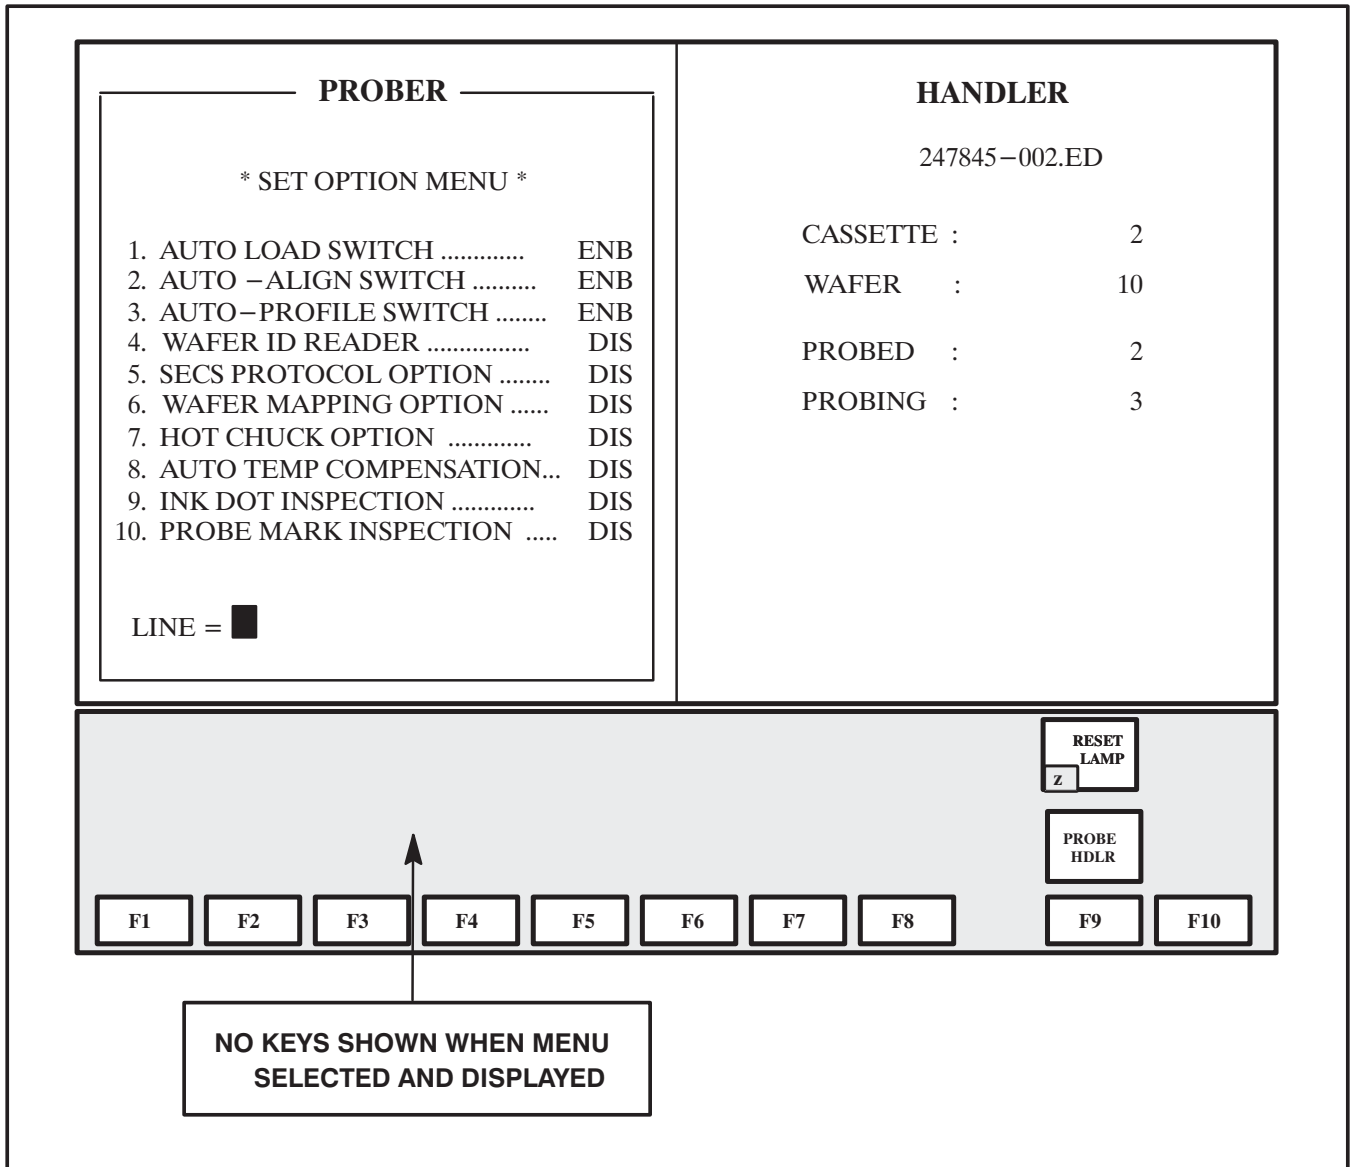 PROBER
* SET OPTION MENU *
1. AUTO LOAD SWITCH ............. ENB
2. AUTO −ALIGN SWITCH .......... ENB
3. AUTO−PROFILE SWITCH ........ ENB
4. WAFER ID READER ................ DIS
5. SECS PROTOCOL OPTION ........ DIS
6. WAFER MAPPING OPTION ...... DIS
7. HOT CHUCK OPTION ............. DIS
8. AUTO TEMP COMPENSATION... DIS
9. INK DOT INSPECTION ............. DIS
10. PROBE MARK INSPECTION ..... DIS
LINE =
HANDLER
247845−002.ED
CASSETTE : 2
WAFER : 10
PROBED : 2
PROBING : 3
RESET
LAMP
z
PROBE
HDLR
F1 F2 F3 F4 F5 F6 F7 F8 F9 F10
NO KEYS SHOWN WHEN MENU
SELECTED AND DISPLAYED